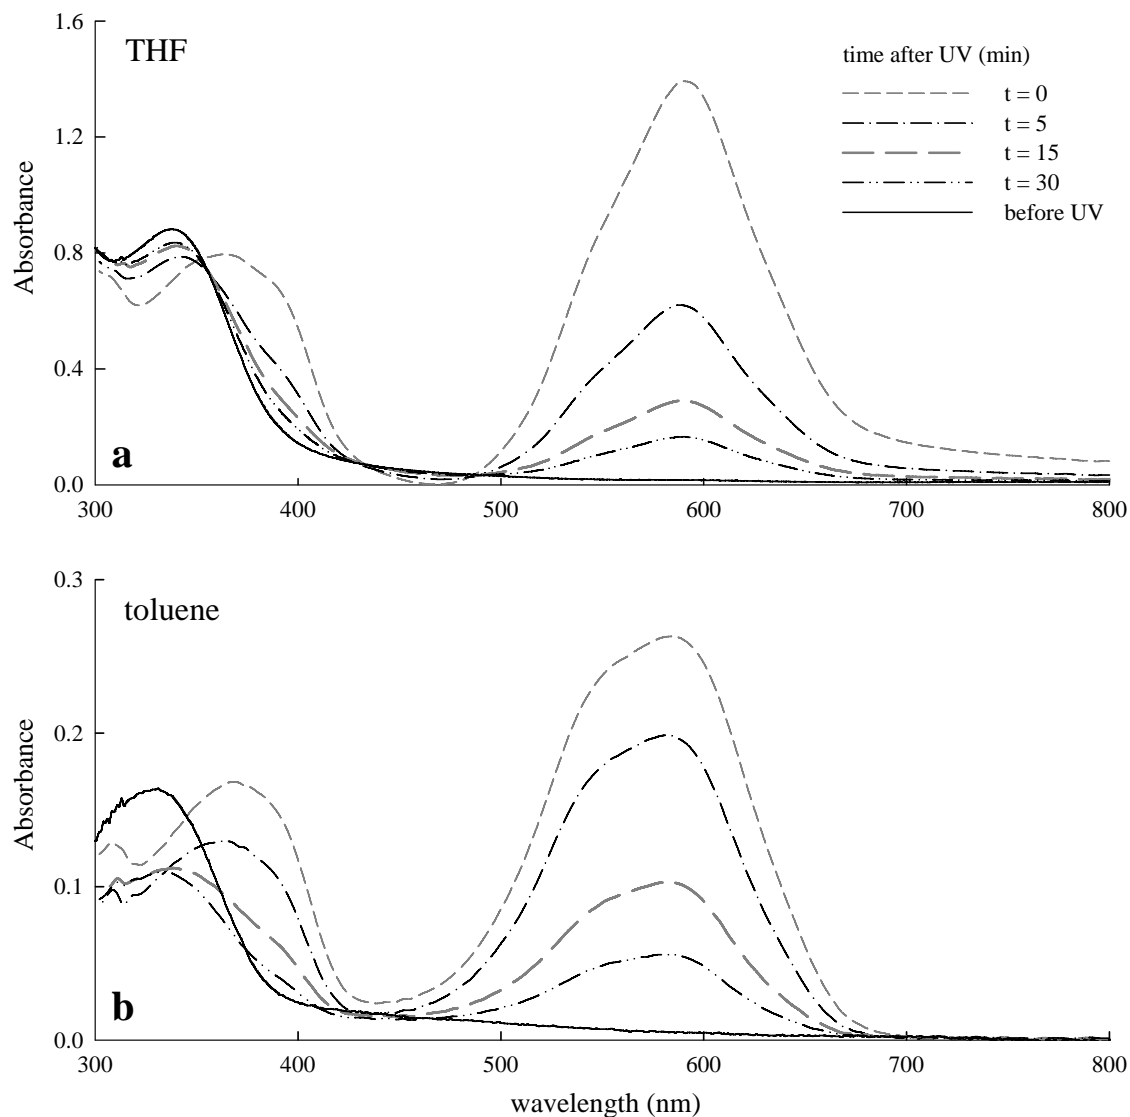 1.6
THF
time after UV (min)
t = 0
t = 5
t = 15
t = 30
before UV
1.2
0.8
0.4
0.0
Absorbance
a
300 400 500 600 700 800
0.3
toluene
0.2
0.1
0.0
Absorbance
b
300 400 500 600 700 800
wavelength (nm)